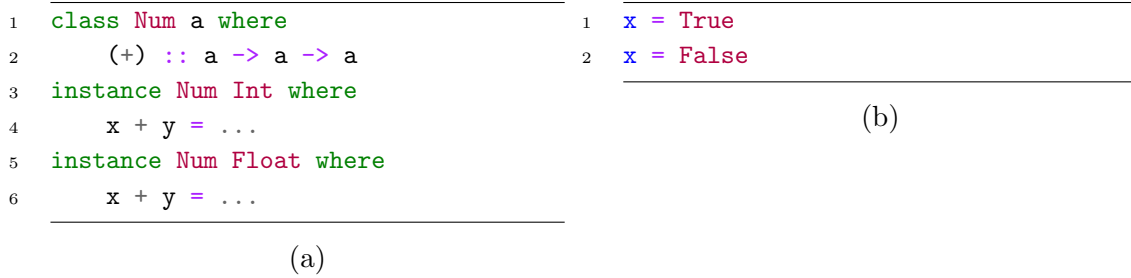 1 class Num a where
2     (+) :: a -> a -> a
3 instance Num Int where
4     x + y = ...
5 instance Num Float where
6     x + y = ...
(a)
1 x = True
2 x = False
(b)